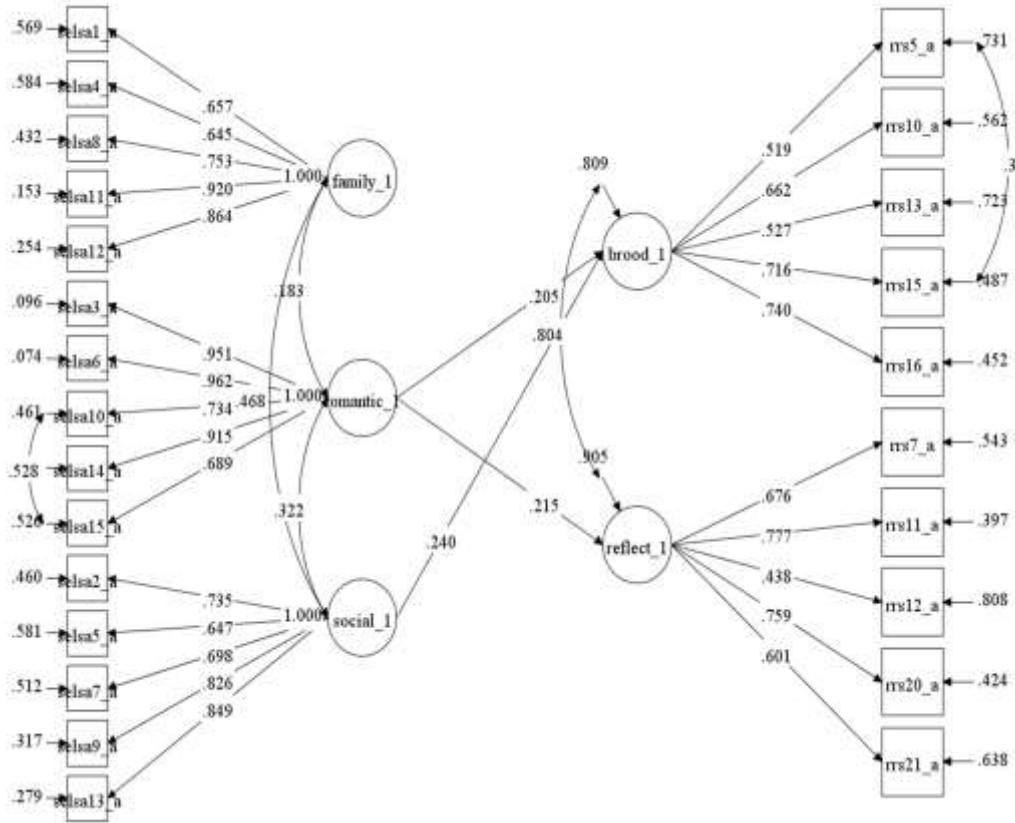 .569 selsa1_a
.584 selsa4_a
.432 selsa8_a
.153 selsa11_a
.254 selsa12_a
.096 selsa3_a
.074 selsa6_a
.461 selsa10_a
selsa14_a
.528
selsa15_a
.460 selsa2_a
.581 selsa5_a
.512 selsa7_a
.317 selsa9_a
.279 selsa13_a
.657
.645
.753
.920
.864
1.000 family_1
.183
.951
.962
.734
.915
.689
.468
1.000 omantic_1
.322
.735
.647
.698
.826
.849
1.000 social_1
.809
brood_1
.205
.804
.240
.905
.215
reflect_1
.519
.662
.527
.716
.740
.676
.777
.438
.759
.601
rrs5_a .731
rrs10_a .562
.3
rrs13_a .723
rrs15_a .487
rrs16_a .452
rrs7_a .543
rrs11_a .397
rrs12_a .808
rrs20_a .424
rrs21_a .638